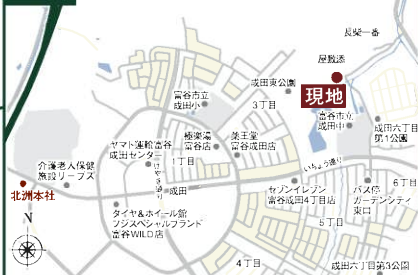 長柴一番
屋敷添
成田東公園
現地
富谷市立
成田小
3丁目
富谷市立
成田中
成田六丁目
第1公園
極楽湯
富谷店
薬王堂
富谷成田店
ヤマト運輸富谷
成田センター
1丁目
いちょう通り
介護老人保健
施設リーフズ
成田
北洲本社
セブンイレブン
富谷成田4丁目店
バス停
ガーデンシティ
東口
6丁目
N
タイヤ&ホイール館
フジスペシャルブランド
富谷WILD店
5丁目
4丁目
成田六丁目第3公園